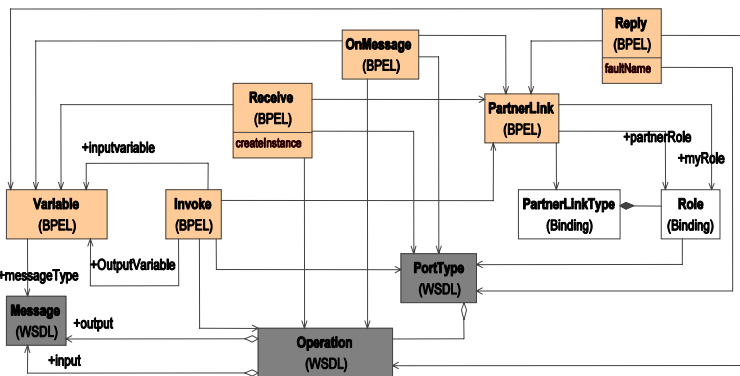 Reply
(BPEL)
faultName
OnMessage
(BPEL)
Receive
(BPEL)
createInstance
PartnerLink
(BPEL)
+partnerRole
+myRole
+inputvariable
Variable
(BPEL)
Invoke
(BPEL)
PartnerLinkType
(Binding)
Role
(Binding)
+OutputVariable
+messageType
PortType
(WSDL)
Message
(WSDL)
+output
+input
Operation
(WSDL)